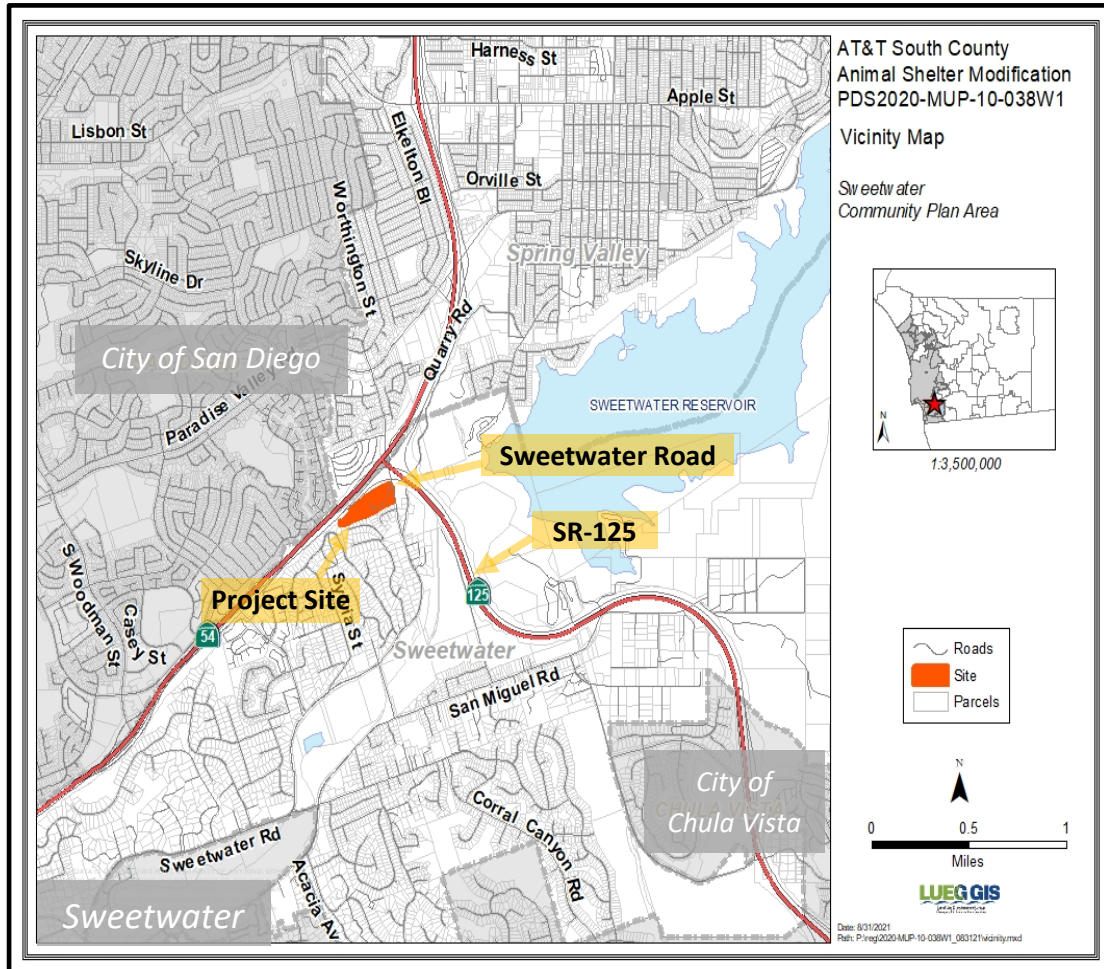 Harness St
Apple St
Lisbon St
Elkelton Bl
Orville St
Worthington St
Spring Valley
Skyline Dr
Quarry Rd
City of San Diego
Paradise Valley
SWEETWATER RESERVOIR
Sweetwater Road
SR-125
Project Site
125
S Woodman St
Casey St
54
Sweetwater
San Miguel Rd
City of
Chula Vista
Corral Canyon Rd
Sweetwater Rd
Acacia Av
Sweetwater
AT&T South County
Animal Shelter Modification
PDS2020-MUP-10-038W1
Vicinity Map
Sweetwater
Community Plan Area
N
1:3,500,000
Roads
Site
Parcels
N
0 0.5 1
Miles
LUEG GIS
Date: 8/31/2021